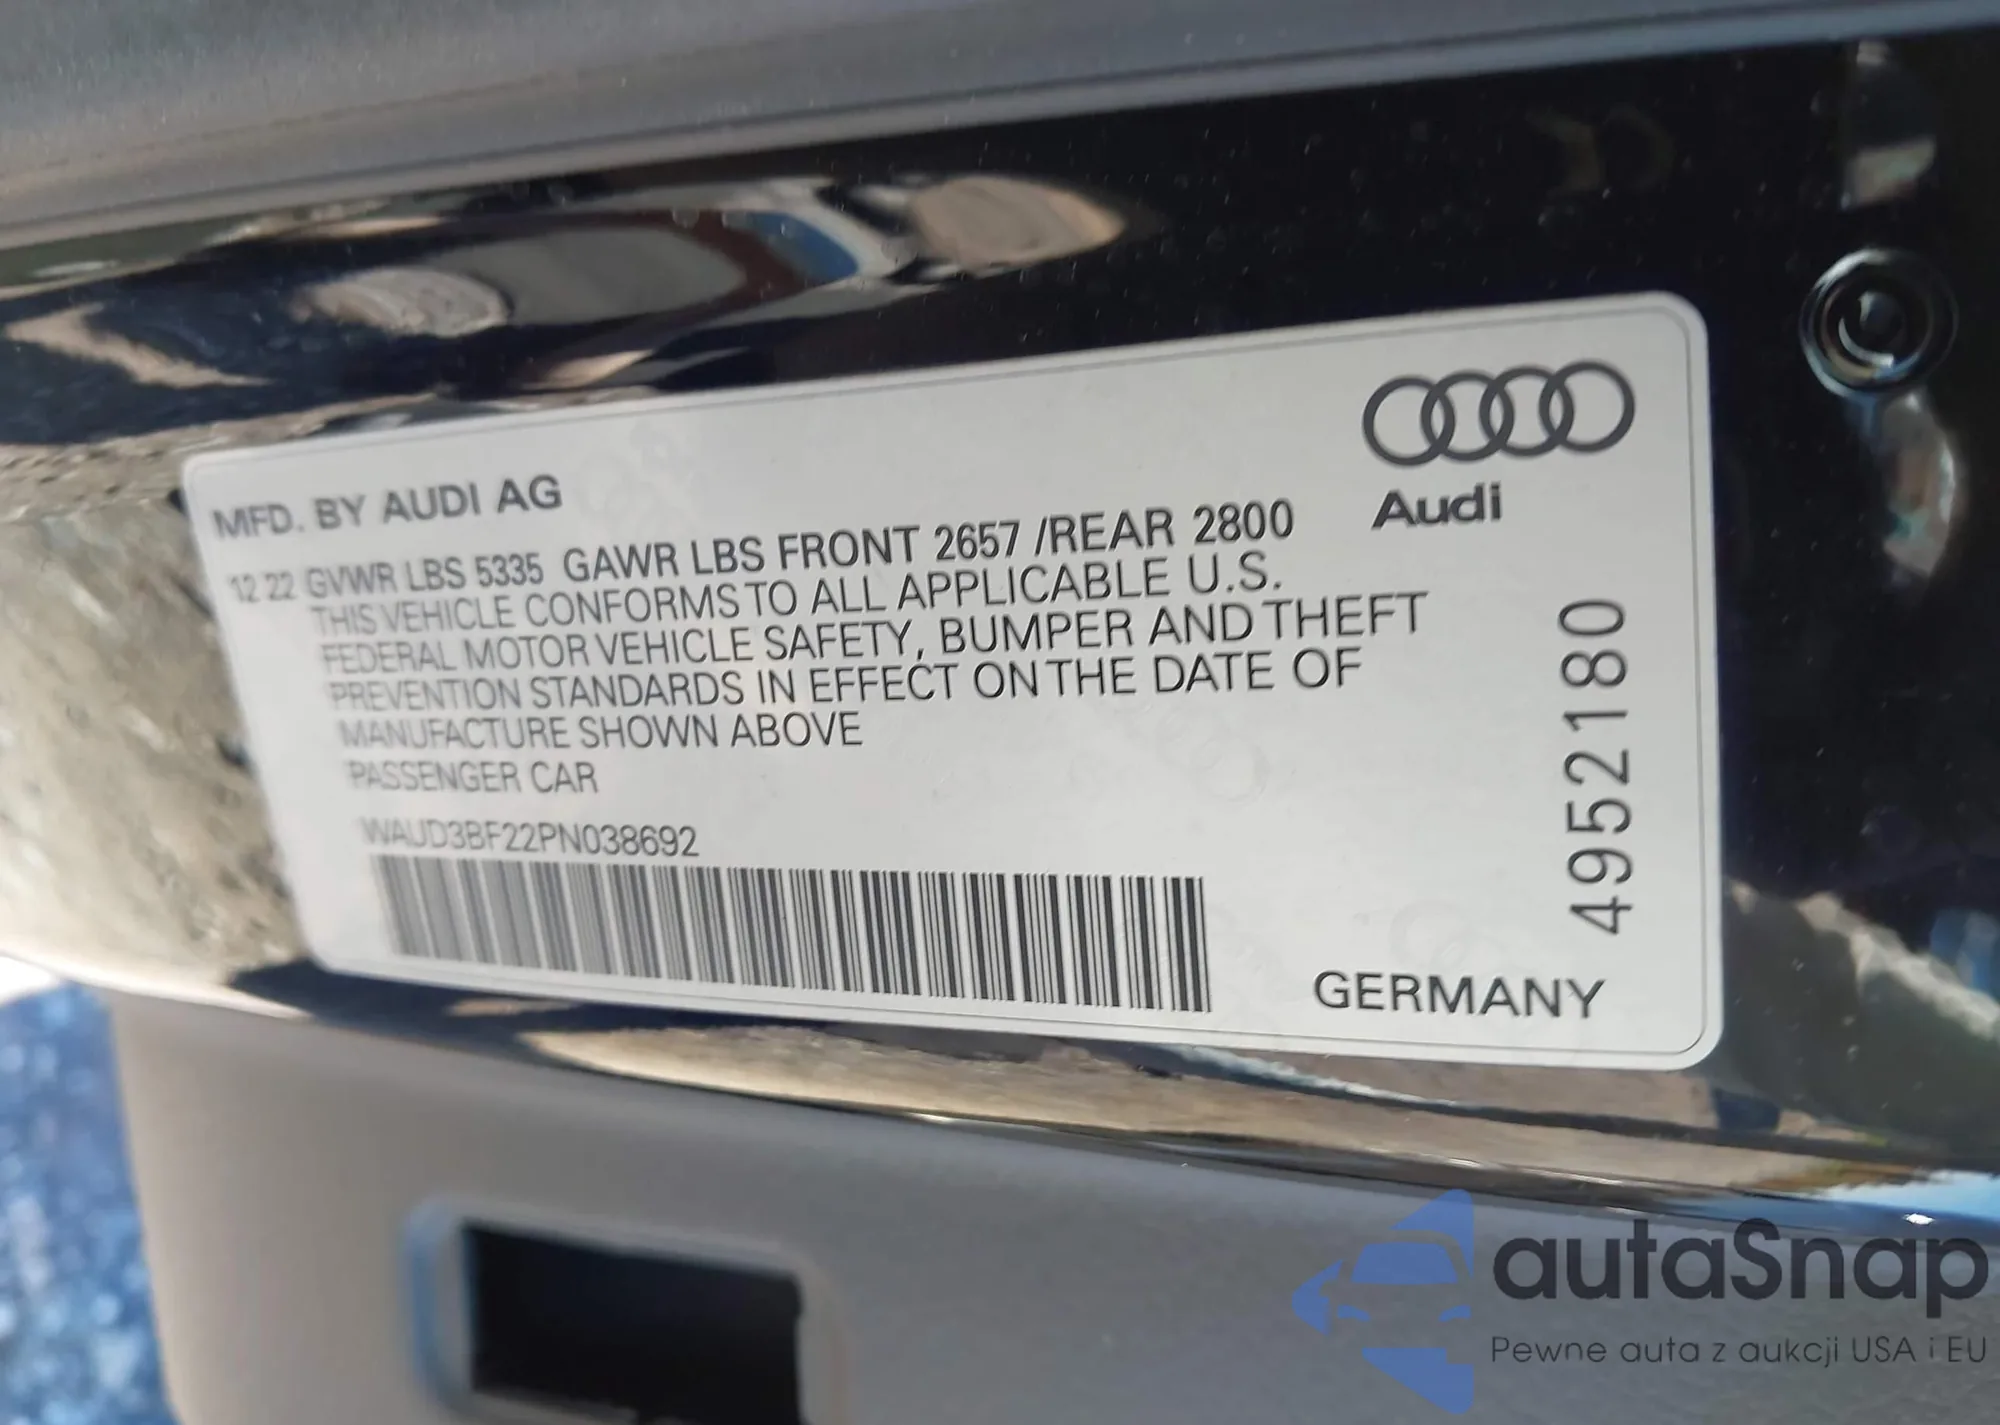 MFD. BY AUDI AG
12 22 GVWR LBS 5335 GAWR LBS FRONT 2657 /REAR 2800
THIS VEHICLE CONFORMS TO ALL APPLICABLE U.S.
FEDERAL MOTOR VEHICLE SAFETY, BUMPER AND THEFT
PREVENTION STANDARDS IN EFFECT ON THE DATE OF
MANUFACTURE SHOWN ABOVE
PASSENGER CAR
WAUD3BF22PN038692
Audi
4952180
GERMANY
autaSnap
Pewne auta z aukcji USA i EU